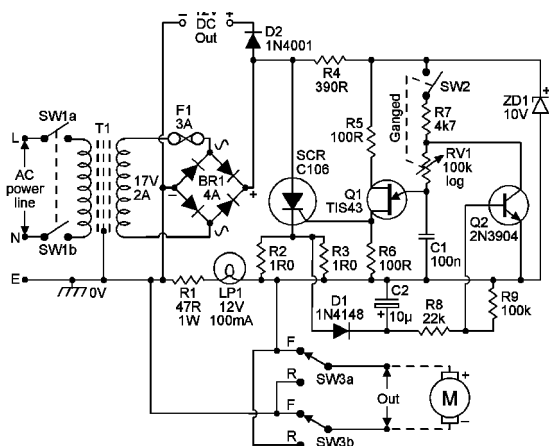 − 12V +
DC
Out
D2
1N4001
SW1a
L
AC
power
line
N
SW1b
T1
17V
2A
F1
3A
BR1
4A
−
+
SCR
C106
R4
390R
R5
100R
Q1
TIS43
Ganged
SW2
R7
4k7
RV1
100k
log
ZD1
10V
+
Q2
2N3904
E
0V
R1
47R
1W
LP1
12V
100mA
R2
1R0
R3
1R0
R6
100R
C1
100n
D1
1N4148
C2
+
10µ
R8
22k
R9
100k
F
R
SW3a
F
R
SW3b
Out
M
+
−